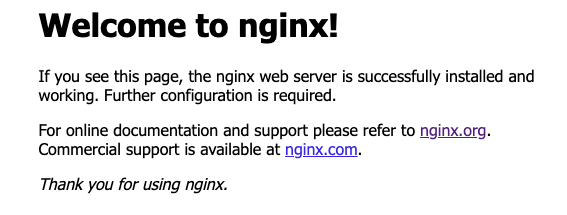 Welcome to nginx!
If you see this page, the nginx web server is successfully installed and
working. Further configuration is required.
For online documentation and support please refer to nginx.org.
Commercial support is available at nginx.com.
Thank you for using nginx.